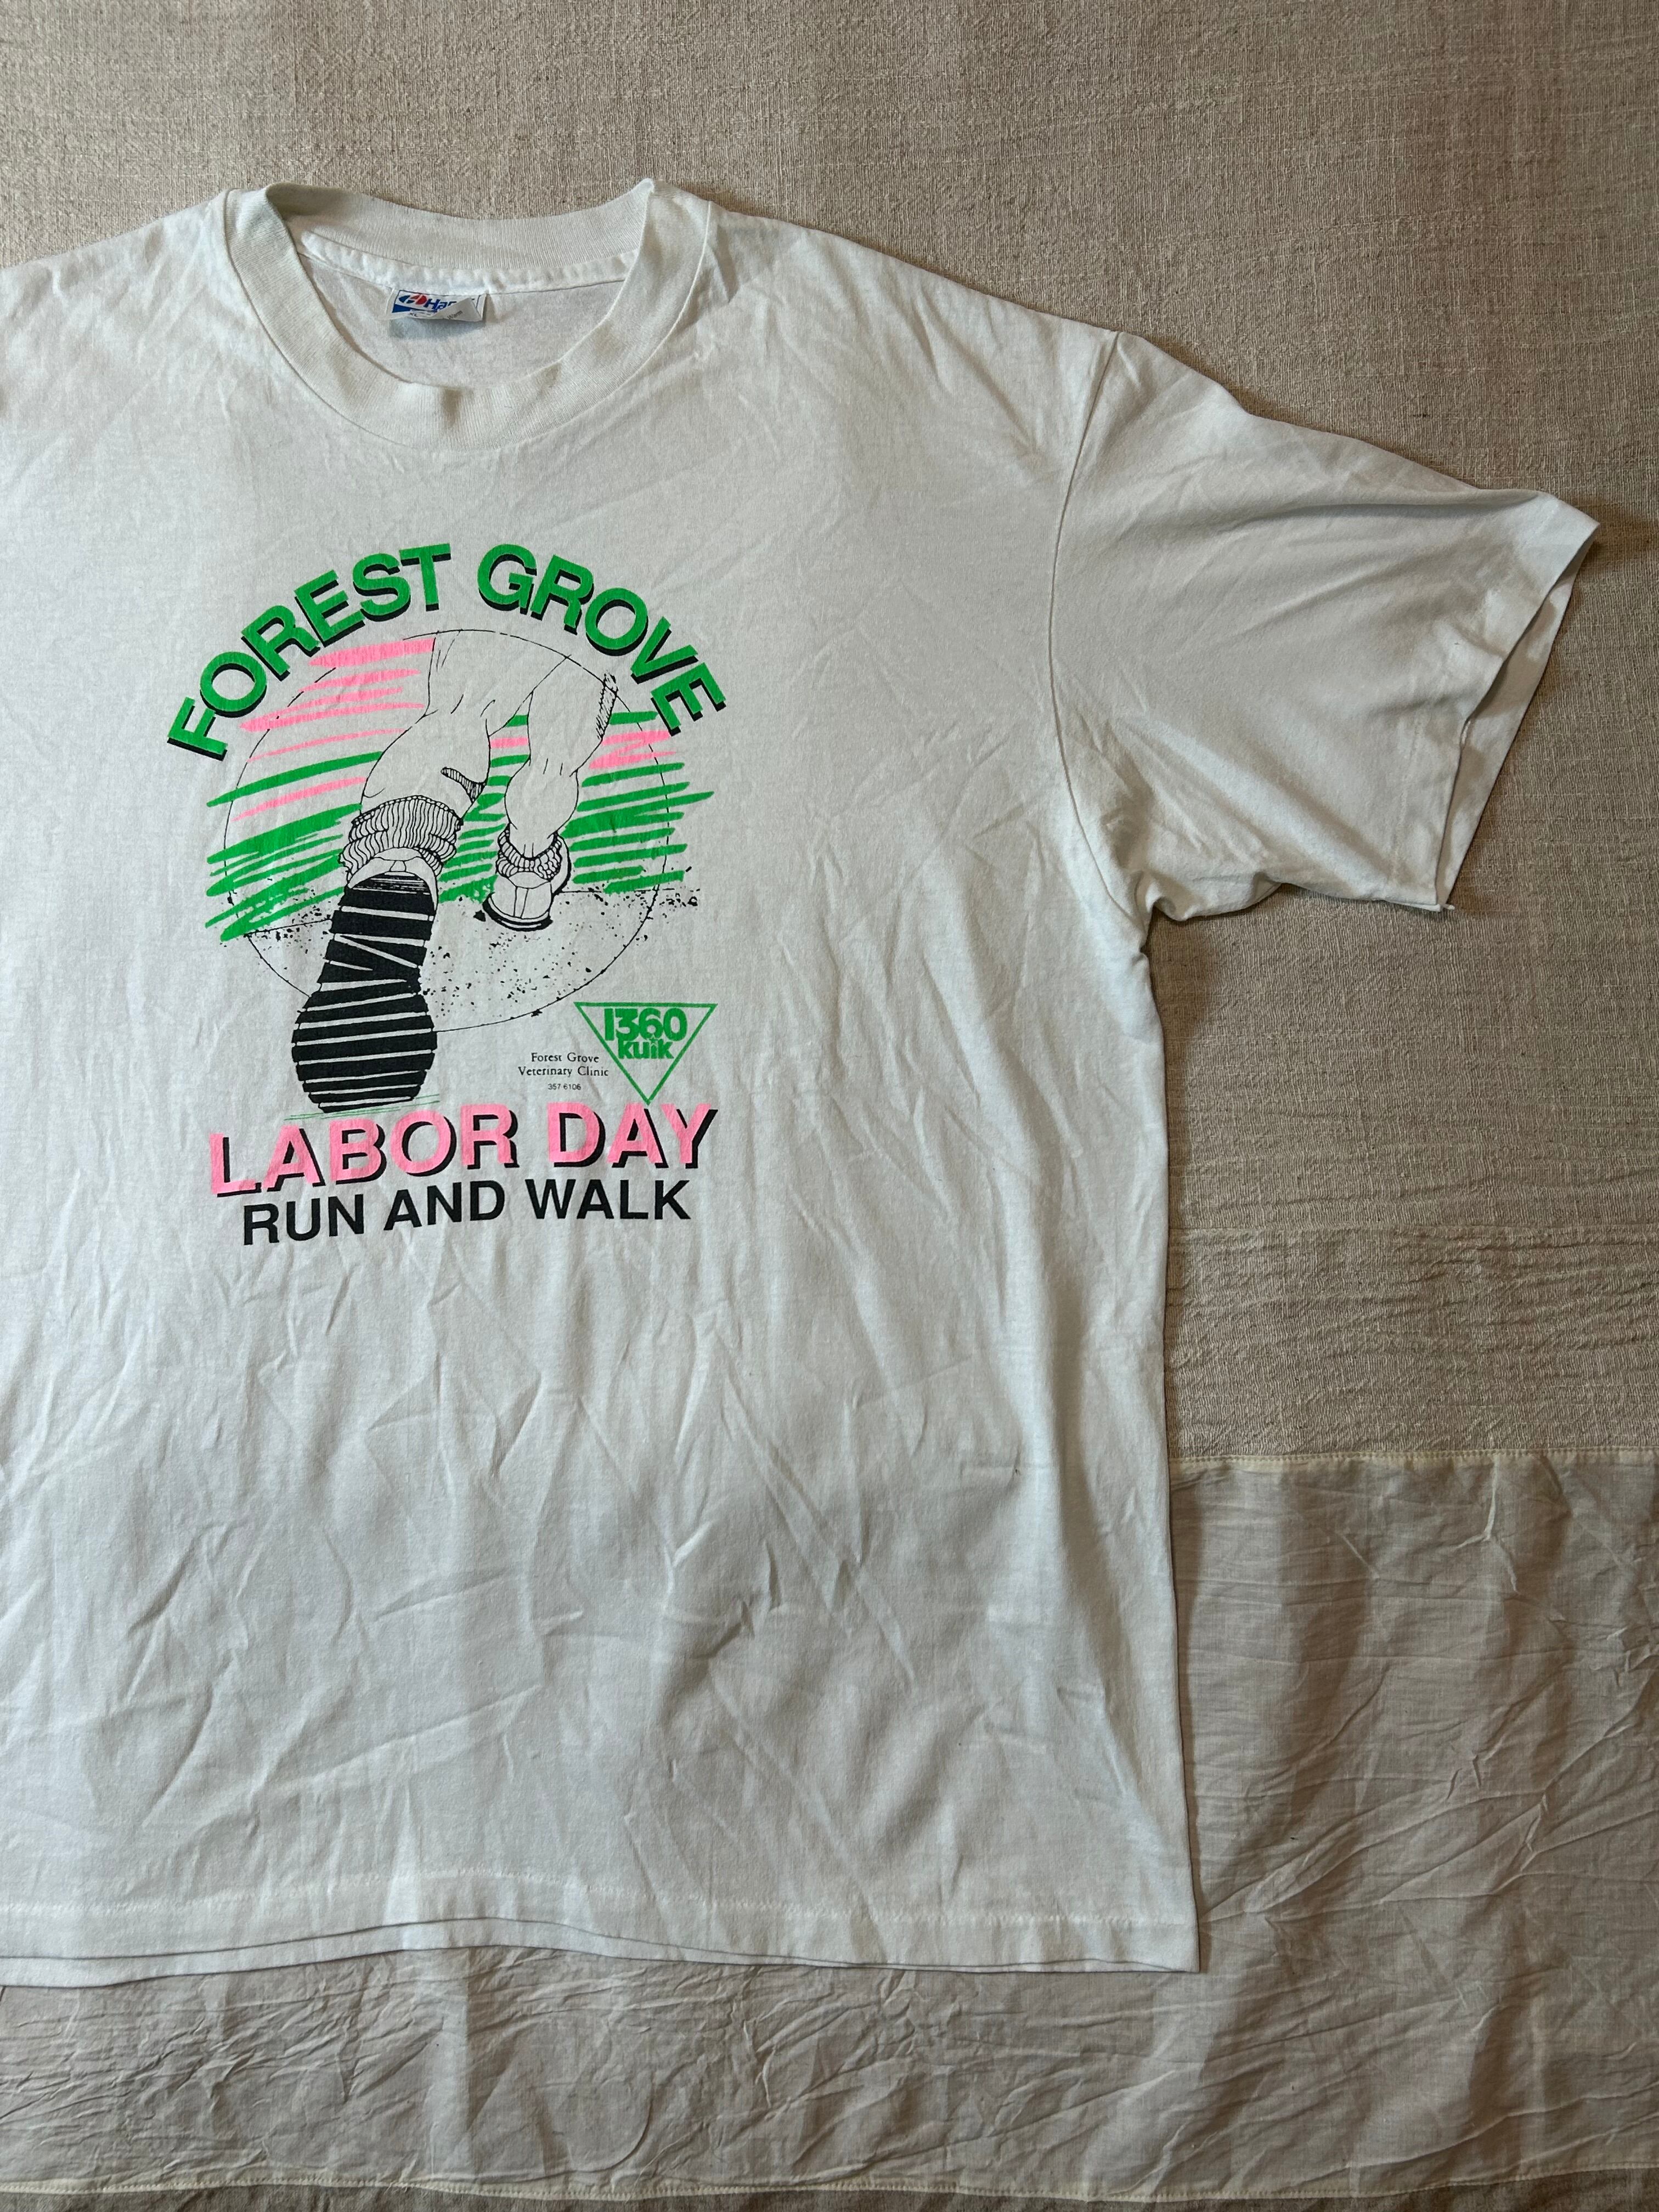 FOREST GROVE
1360
kuik
Forest Grove
Veterinary Clinic
357 6106
LABOR DAY
RUN AND WALK